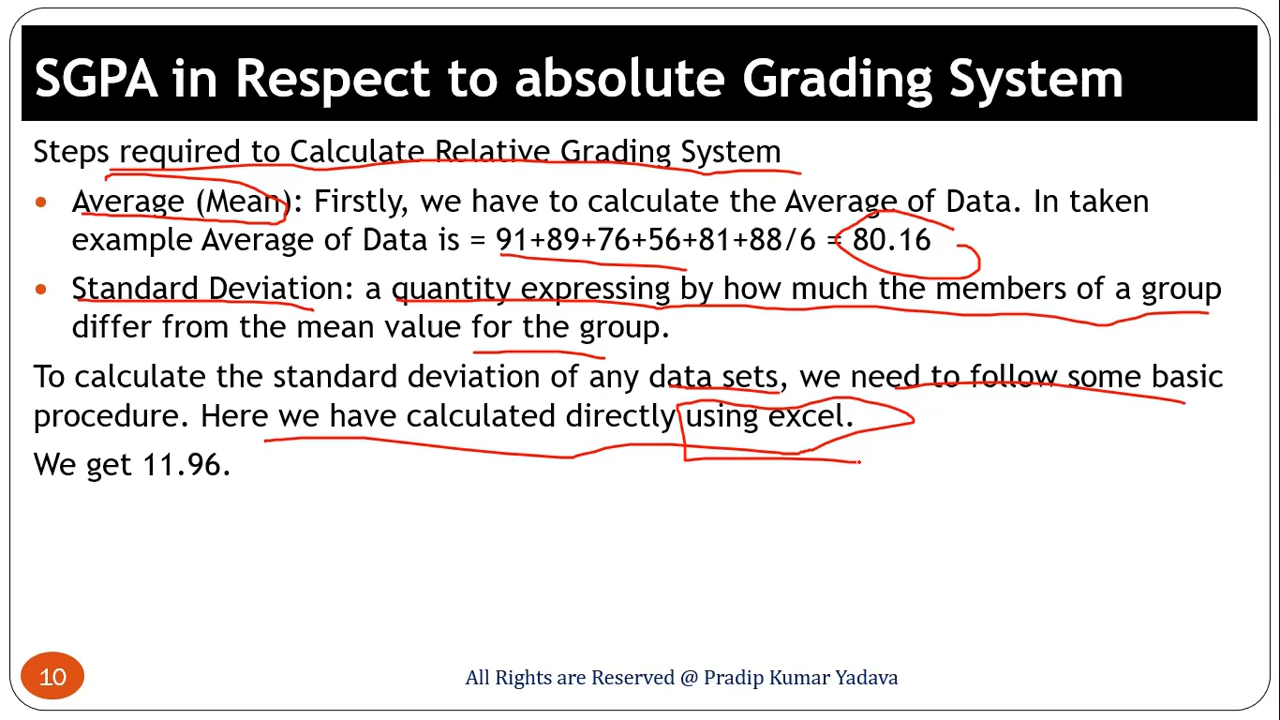 SGPA in Respect to absolute Grading System
Steps required to Calculate Relative Grading System
• Average (Mean): Firstly, we have to calculate the Average of Data. In taken
example Average of Data is = 91+89+76+56+81+88/6 = 80.16
• Standard Deviation: a quantity expressing by how much the members of a group
differ from the mean value for the group.
To calculate the standard deviation of any data sets, we need to follow some basic
procedure. Here we have calculated directly using excel.
We get 11.96.
10
All Rights are Reserved @ Pradip Kumar Yadava